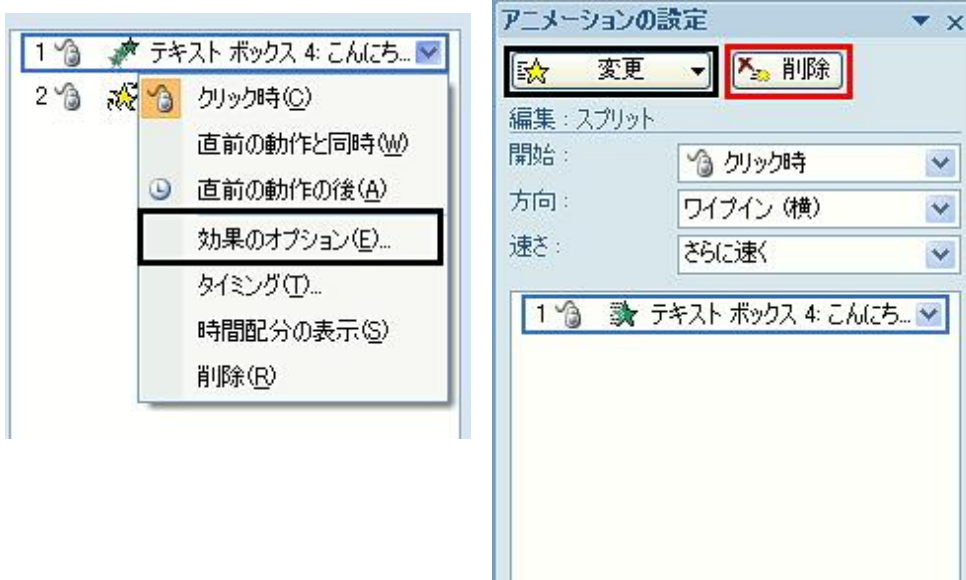 1 テキスト ボックス 4: こんにち...
2
クリック時(C)
直前の動作と同時(W)
直前の動作の後(A)
効果のオプション(E)...
タイミング(T)...
時間配分の表示(S)
削除(R)
アニメーションの設定
変更
削除
編集 : スプリット
開始 :
クリック時
方向 :
ワイプイン (横)
速さ :
さらに速く
1 テキスト ボックス 4: こんにち...